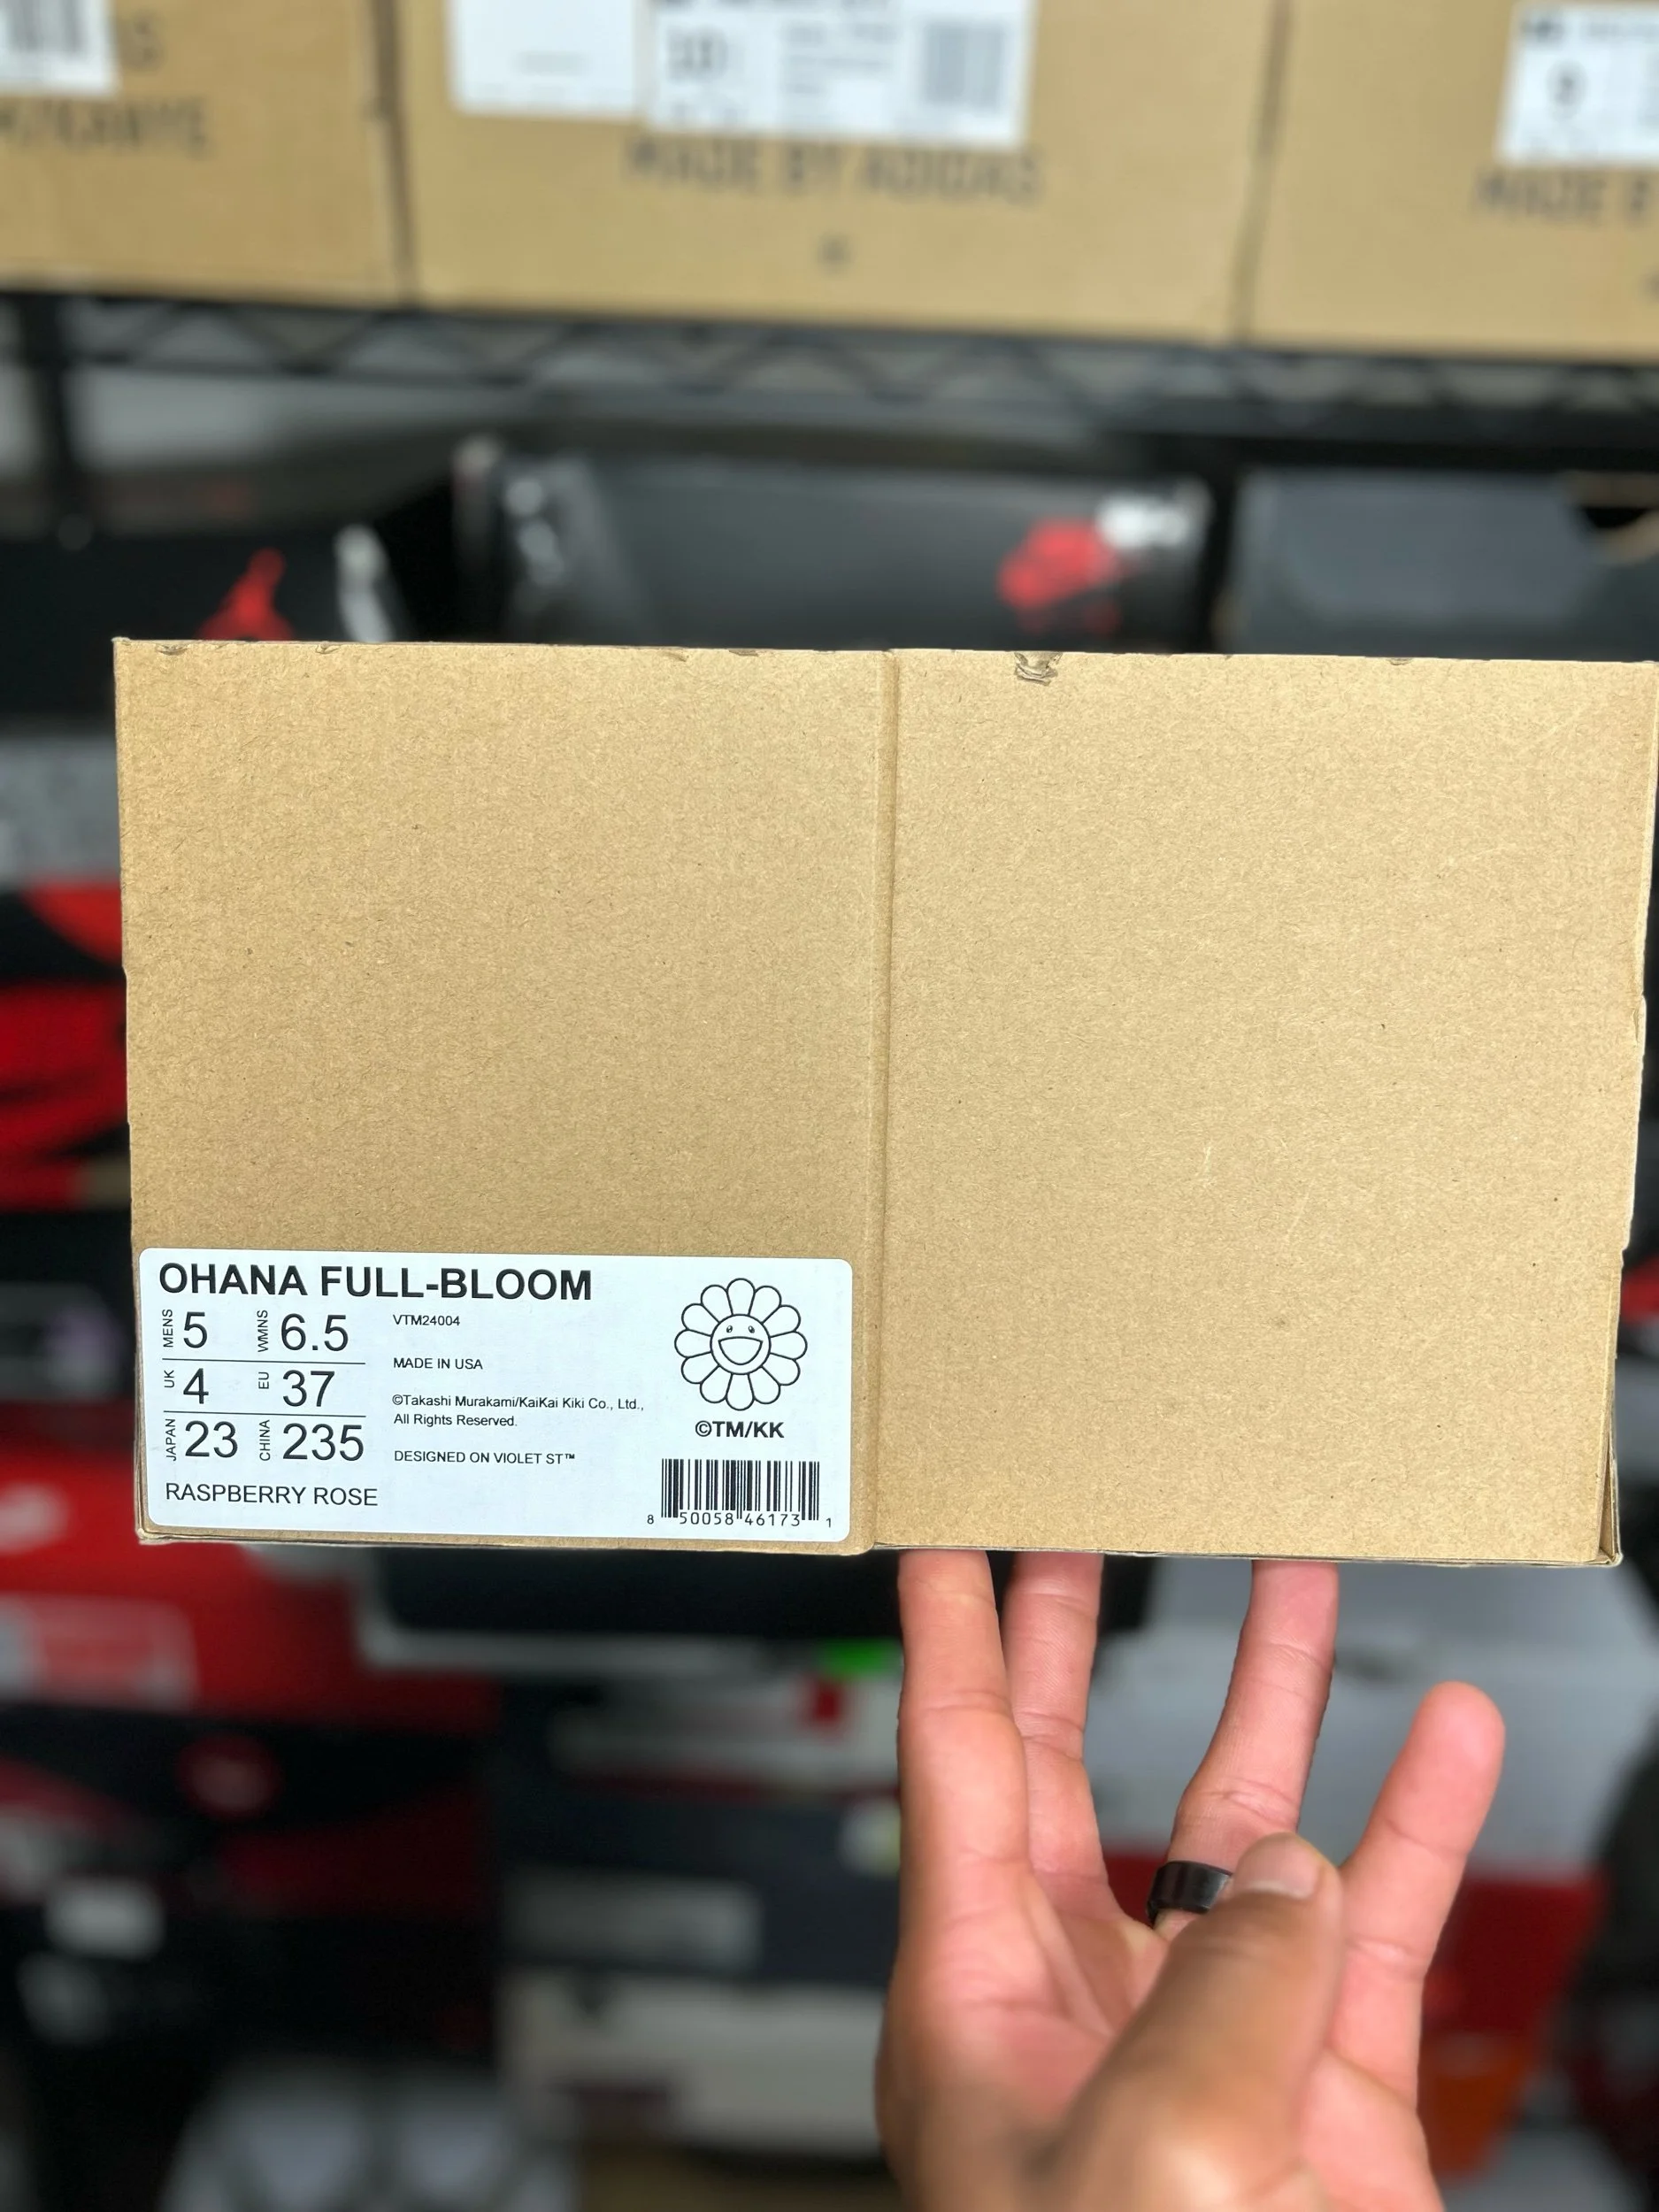 MADE BY ADIDAS
OHANA FULL-BLOOM
MENS 5 WMNS 6.5
UK 4 EU 37
JAPAN 23 CHINA 235
RASPBERRY ROSE
VTM24004
MADE IN USA
©Takashi Murakami/KaiKai Kiki Co., Ltd.,
All Rights Reserved.
DESIGNED ON VIOLET ST™
©TM/KK
8 50058 46173 1